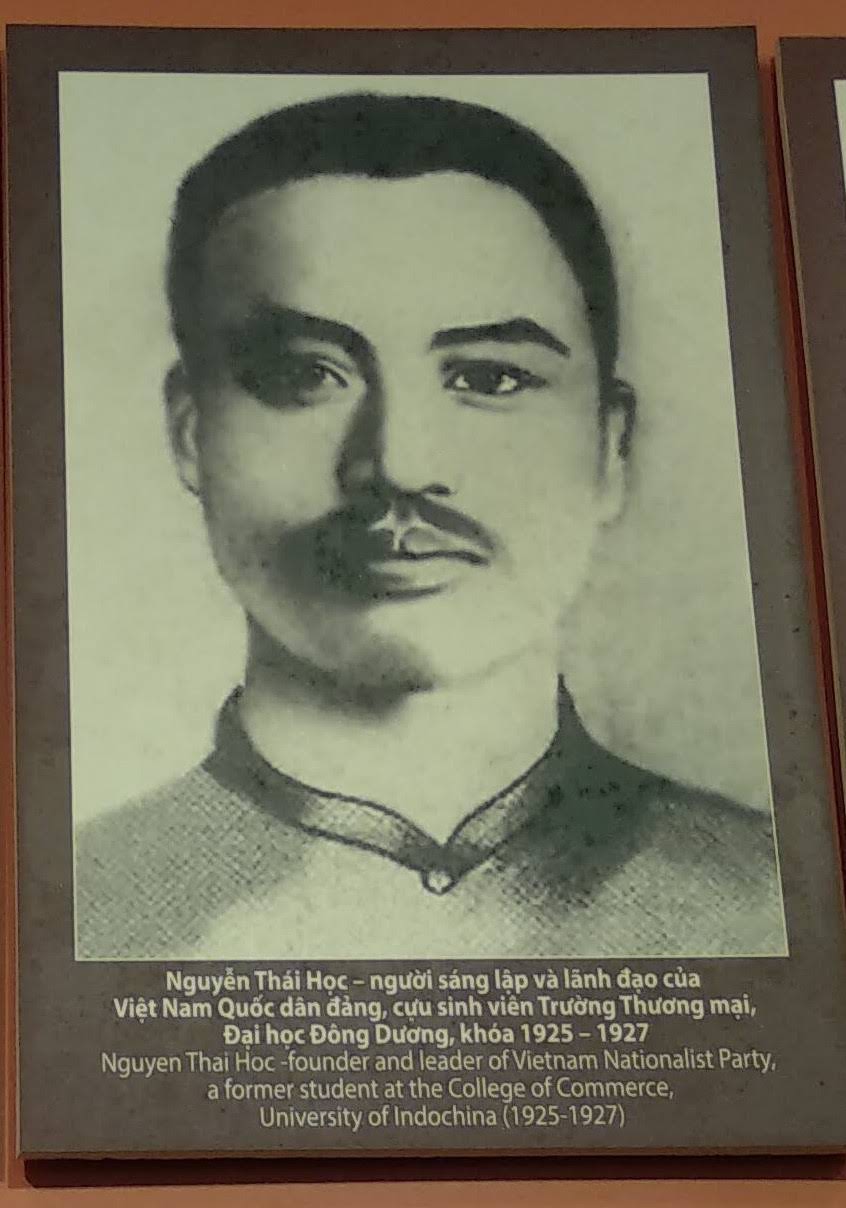 Nguyễn Thái Học – người sáng lập và lãnh đạo của
Việt Nam Quốc dân đảng, cựu sinh viên Trường Thương mại,
Đại học Đông Dương, khóa 1925 – 1927
Nguyen Thai Hoc -founder and leader of Vietnam Nationalist Party,
a former student at the College of Commerce,
University of Indochina (1925-1927)